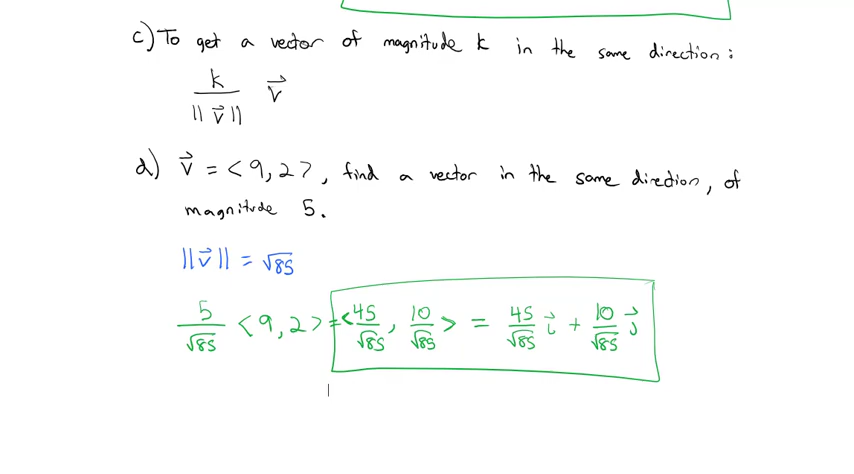 c) To get a vector of magnitude k in the same direction:
k/||v⃗|| v⃗
d) v⃗ = <9, 2>, find a vector in the same direction, of
magnitude 5.
||v⃗|| = √85
5/√85 <9, 2> = <45/√85, 10/√85> = 45/√85 i⃗ + 10/√85 j⃗